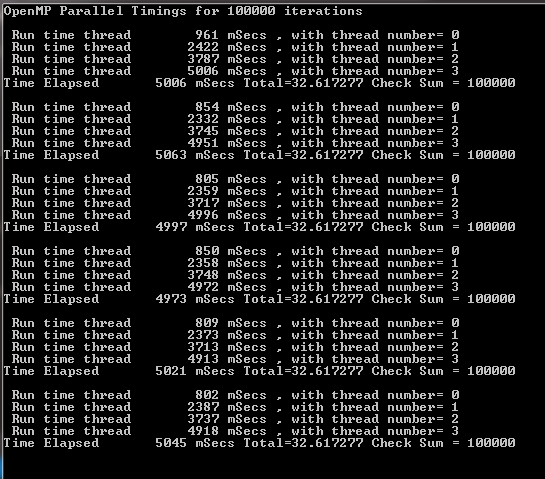 OpenMP Parallel Timings for 100000 iterations
Run time thread 961 mSecs , with thread number= 0
Run time thread 2422 mSecs , with thread number= 1
Run time thread 3787 mSecs , with thread number= 2
Run time thread 5006 mSecs , with thread number= 3
Time Elapsed 5006 mSecs Total=32.617277 Check Sum = 100000
Run time thread 854 mSecs , with thread number= 0
Run time thread 2332 mSecs , with thread number= 1
Run time thread 3745 mSecs , with thread number= 2
Run time thread 4951 mSecs , with thread number= 3
Time Elapsed 5063 mSecs Total=32.617277 Check Sum = 100000
Run time thread 805 mSecs , with thread number= 0
Run time thread 2359 mSecs , with thread number= 1
Run time thread 3717 mSecs , with thread number= 2
Run time thread 4996 mSecs , with thread number= 3
Time Elapsed 4997 mSecs Total=32.617277 Check Sum = 100000
Run time thread 850 mSecs , with thread number= 0
Run time thread 2358 mSecs , with thread number= 1
Run time thread 3748 mSecs , with thread number= 2
Run time thread 4972 mSecs , with thread number= 3
Time Elapsed 4973 mSecs Total=32.617277 Check Sum = 100000
Run time thread 809 mSecs , with thread number= 0
Run time thread 2373 mSecs , with thread number= 1
Run time thread 3713 mSecs , with thread number= 2
Run time thread 4913 mSecs , with thread number= 3
Time Elapsed 5021 mSecs Total=32.617277 Check Sum = 100000
Run time thread 802 mSecs , with thread number= 0
Run time thread 2387 mSecs , with thread number= 1
Run time thread 3737 mSecs , with thread number= 2
Run time thread 4918 mSecs , with thread number= 3
Time Elapsed 5045 mSecs Total=32.617277 Check Sum = 100000